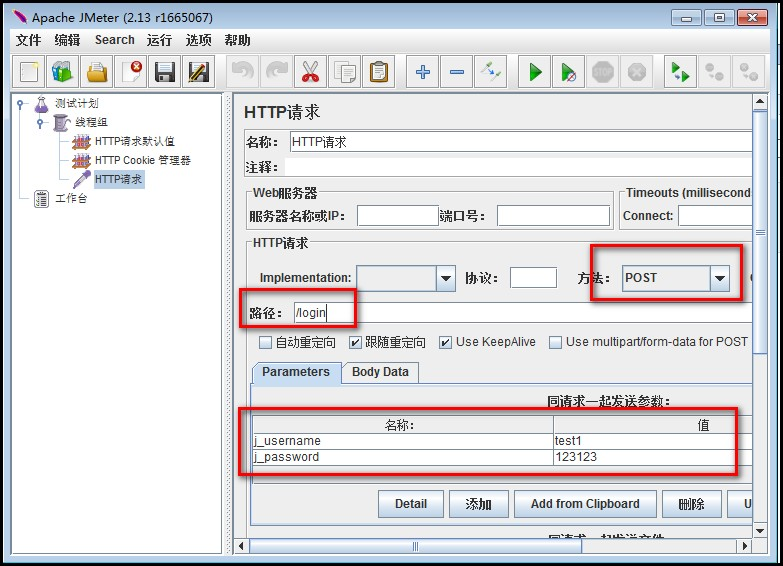 Apache JMeter (2.13 r1665067)
文件 编辑 Search 运行 选项 帮助
测试计划
线程组
HTTP请求默认值
HTTP Cookie 管理器
HTTP请求
工作台
HTTP请求
名称: HTTP请求
注释:
Web服务器
Timeouts (milliseconds
服务器名称或IP: 端口号: Connect:
HTTP请求
Implementation: 协议: 方法: POST
路径: /login
自动重定向 跟随重定向 Use KeepAlive Use multipart/form-data for POST
Parameters Body Data
同请求一起发送参数:
名称: 值
j_username test1
j_password 123123
Detail 添加 Add from Clipboard 删除 U